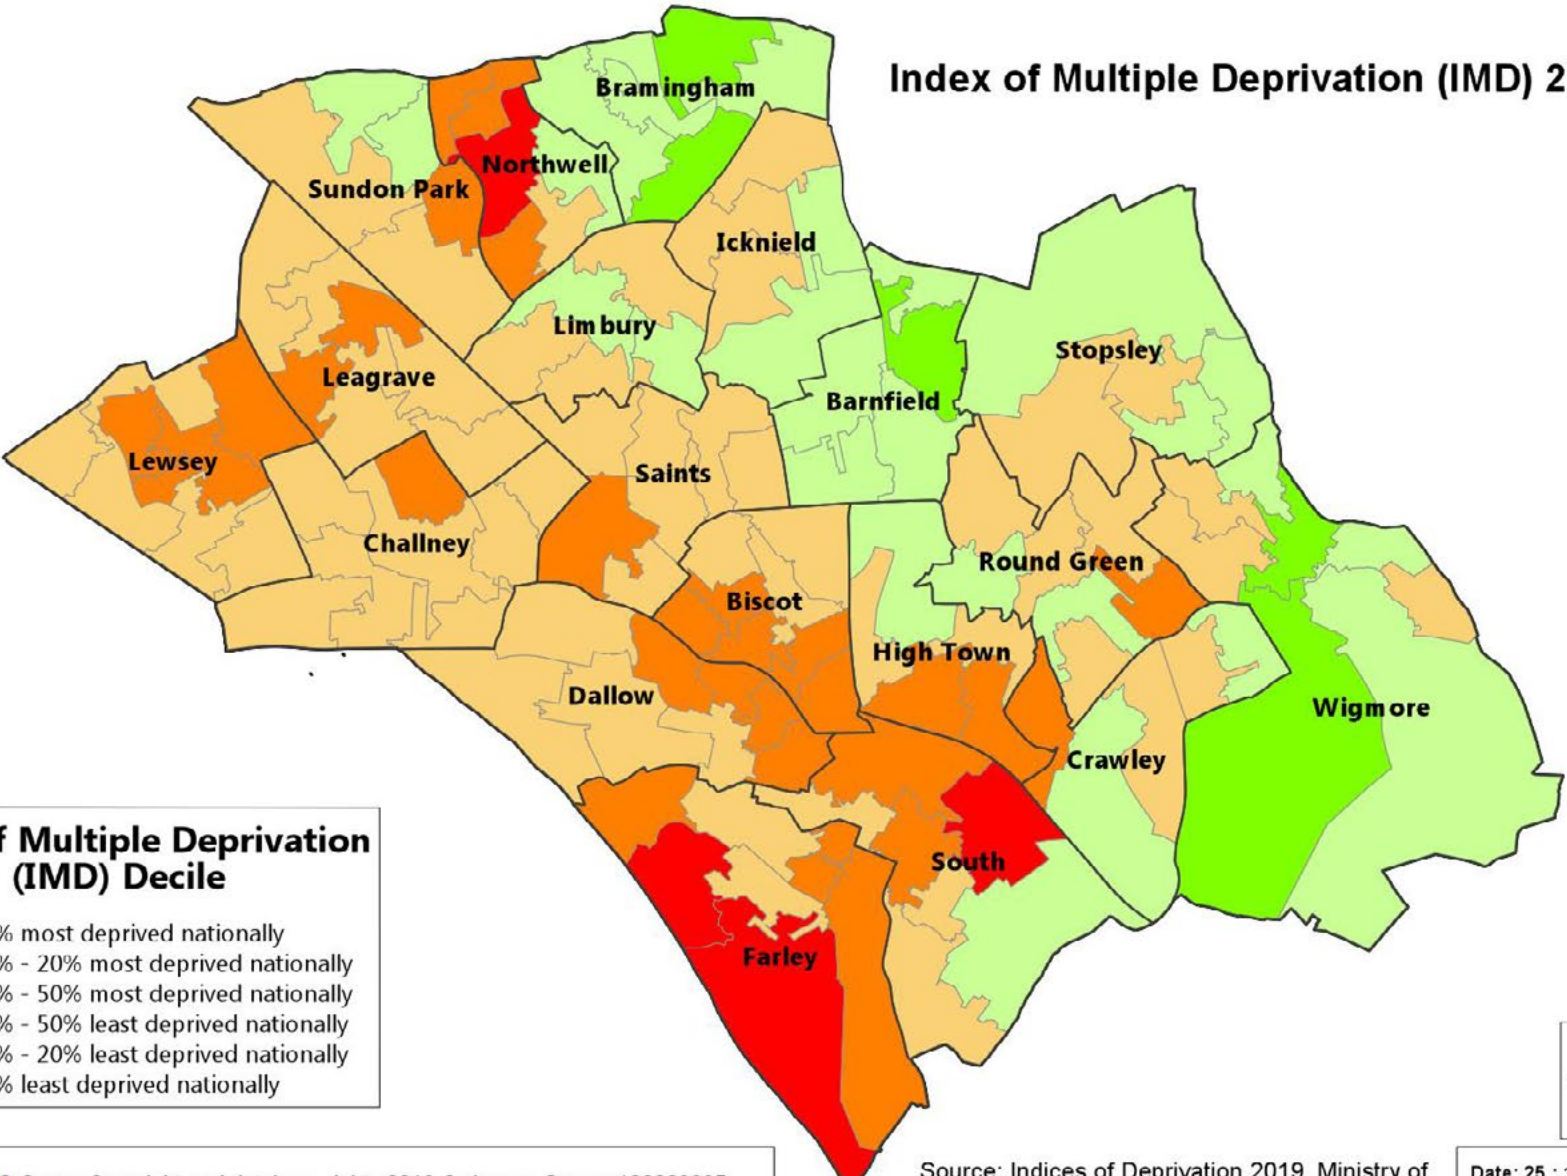 Index of Multiple Deprivation (IMD) 2
Bramingham
Northwell
Sundon Park
Icknield
Limbury
Stopsley
Leagrave
Barnfield
Lewsey
Saints
Challney
Round Green
Biscot
High Town
Dallow
Wigmore
Crawley
South
Farley
f Multiple Deprivation
(IMD) Decile
% most deprived nationally
% - 20% most deprived nationally
% - 50% most deprived nationally
% - 50% least deprived nationally
% - 20% least deprived nationally
% least deprived nationally
Source: Indices of Deprivation 2019, Ministry of
Date: 25